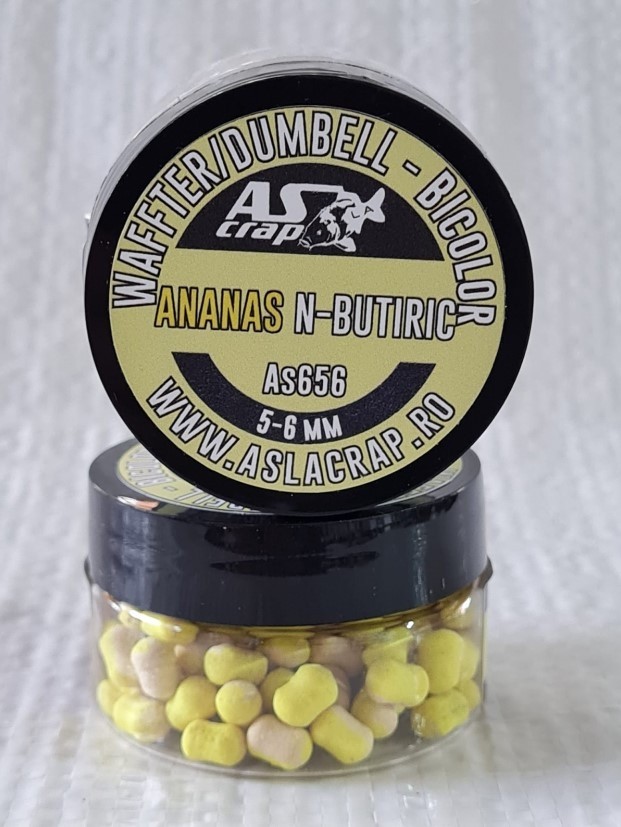 WAFFTER/DUMBELL - BICOLOR
AS
crap
ANANAS N-BUTIRIC
As656
5-6 MM
WWW.ASLACRAP.RO